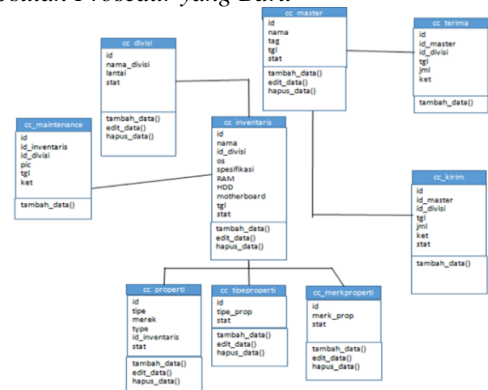 cc_divisi
id
nama_divisi
lantai
stat
tambah_data()
edit_data()
hapus_data()
cc_master
id
nama
tag
tgl
stat
tambah_data()
edit_data()
hapus_data()
cc_terima
id
id_master
id_divisi
tgl
jml
ket
tambah_data()
cc_maintenance
id
id_inventaris
id_divisi
pic
tgl
ket
tambah_data()
cc_inventaris
id
nama
id_divisi
os
spesifikasi
RAM
HDD
motherboard
tgl
stat
tambah_data()
edit_data()
hapus_data()
cc_kirim
id
id_master
id_divisi
tgl
jml
ket
stat
tambah_data()
cc_properti
id
tipe
merek
type
id_inventaris
stat
tambah_data()
edit_data()
hapus_data()
cc_tipeproperti
id
tipe_prop
stat
tambah_data()
edit_data()
hapus_data()
cc_merkproperti
id
merk_prop
stat
tambah_data()
edit_data()
hapus_data()